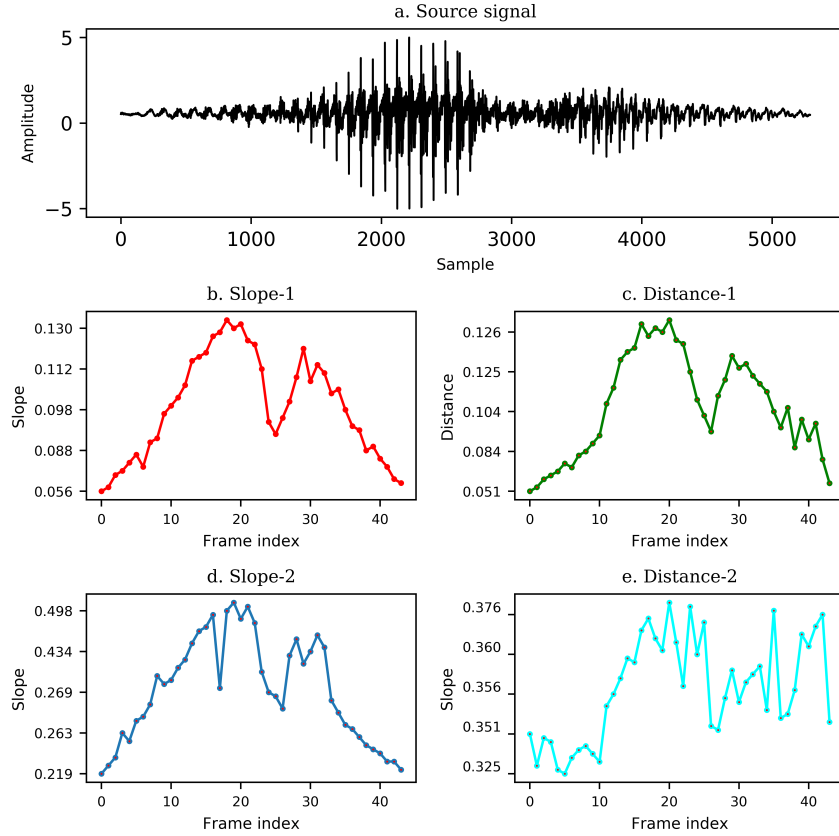 a. Source signal
5
0
−5
Amplitude
0 1000 2000 3000 4000 5000
Sample
b. Slope-1
0.130
0.112
0.098
0.088
0.056
Slope
0 10 20 30 40
Frame index
c. Distance-1
0.126
0.125
0.104
0.084
0.051
Distance
0 10 20 30 40
Frame index
d. Slope-2
0.498
0.434
0.269
0.263
0.219
Slope
0 10 20 30 40
Frame index
e. Distance-2
0.376
0.360
0.356
0.351
0.325
Slope
0 10 20 30 40
Frame index